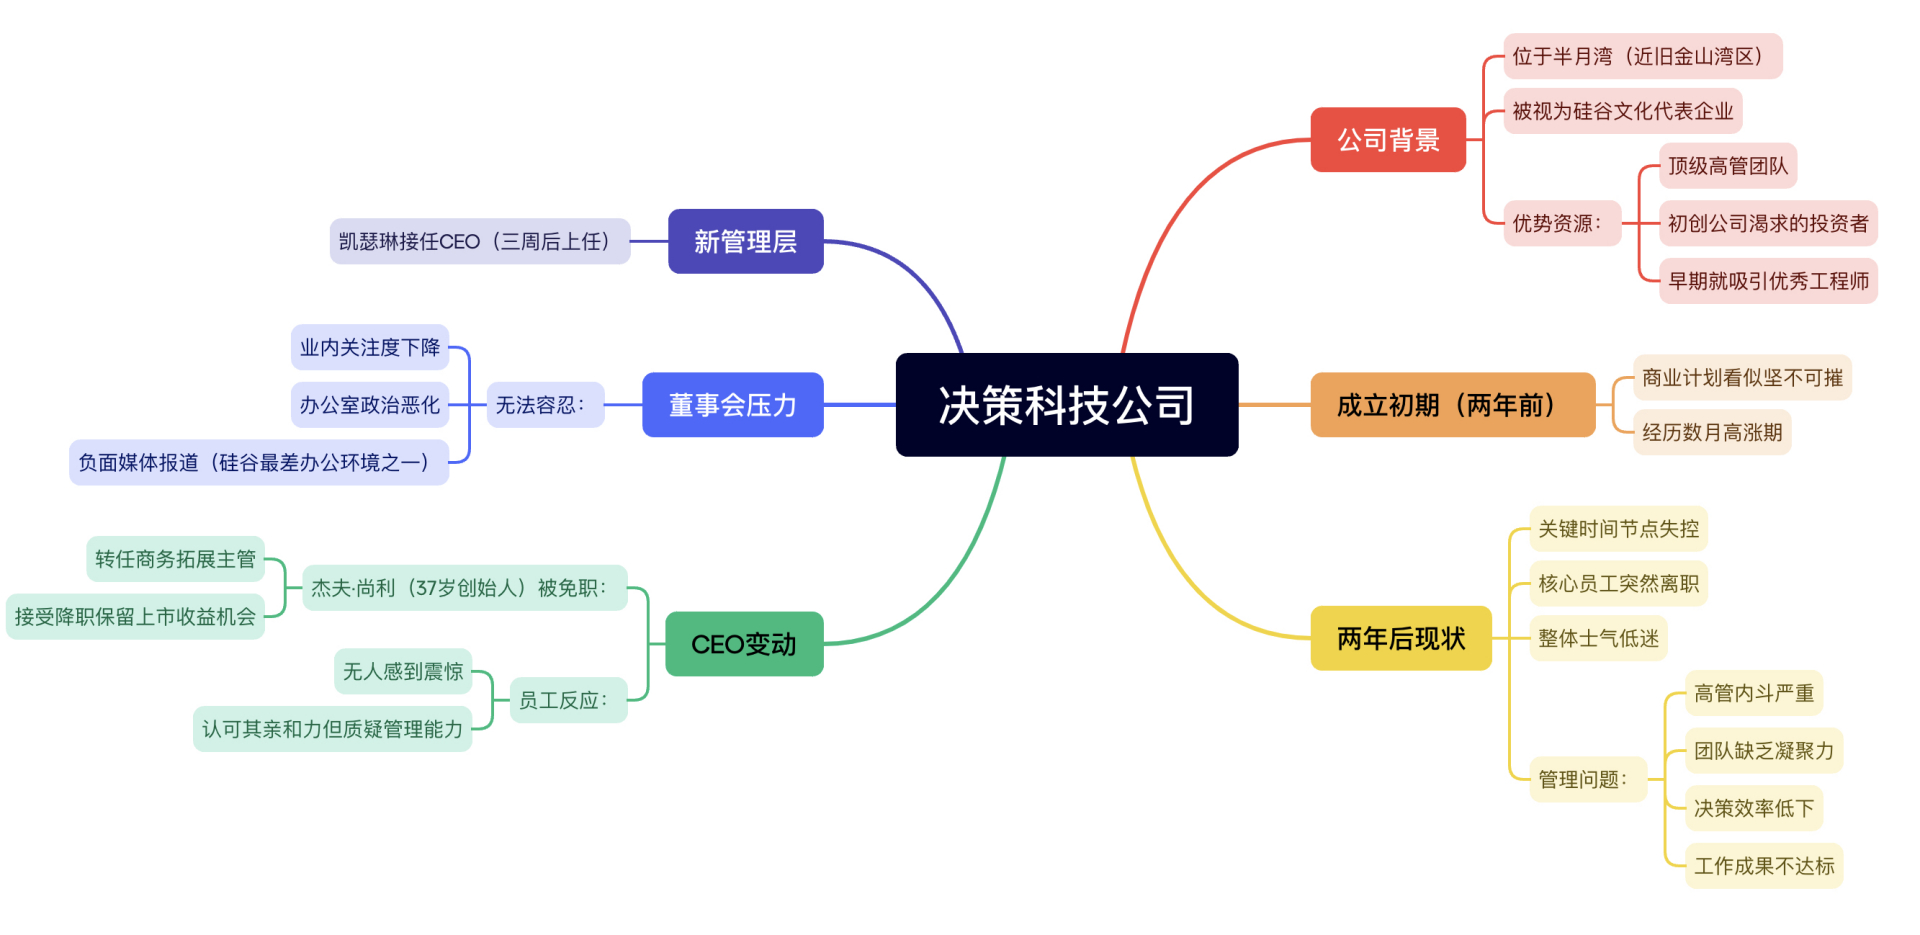 决策科技公司
公司背景
位于半月湾（近旧金山湾区）
被视为硅谷文化代表企业
优势资源：
顶级高管团队
初创公司渴求的投资者
早期就吸引优秀工程师
成立初期（两年前）
商业计划看似坚不可摧
经历数月高涨期
两年后现状
关键时间节点失控
核心员工突然离职
整体士气低迷
管理问题：
高管内斗严重
团队缺乏凝聚力
决策效率低下
工作成果不达标
新管理层
凯瑟琳接任CEO（三周后上任）
董事会压力
无法容忍：
业内关注度下降
办公室政治恶化
负面媒体报道（硅谷最差办公环境之一）
CEO变动
杰夫·尚利（37岁创始人）被免职：
转任商务拓展主管
接受降职保留上市收益机会
员工反应：
无人感到震惊
认可其亲和力但质疑管理能力